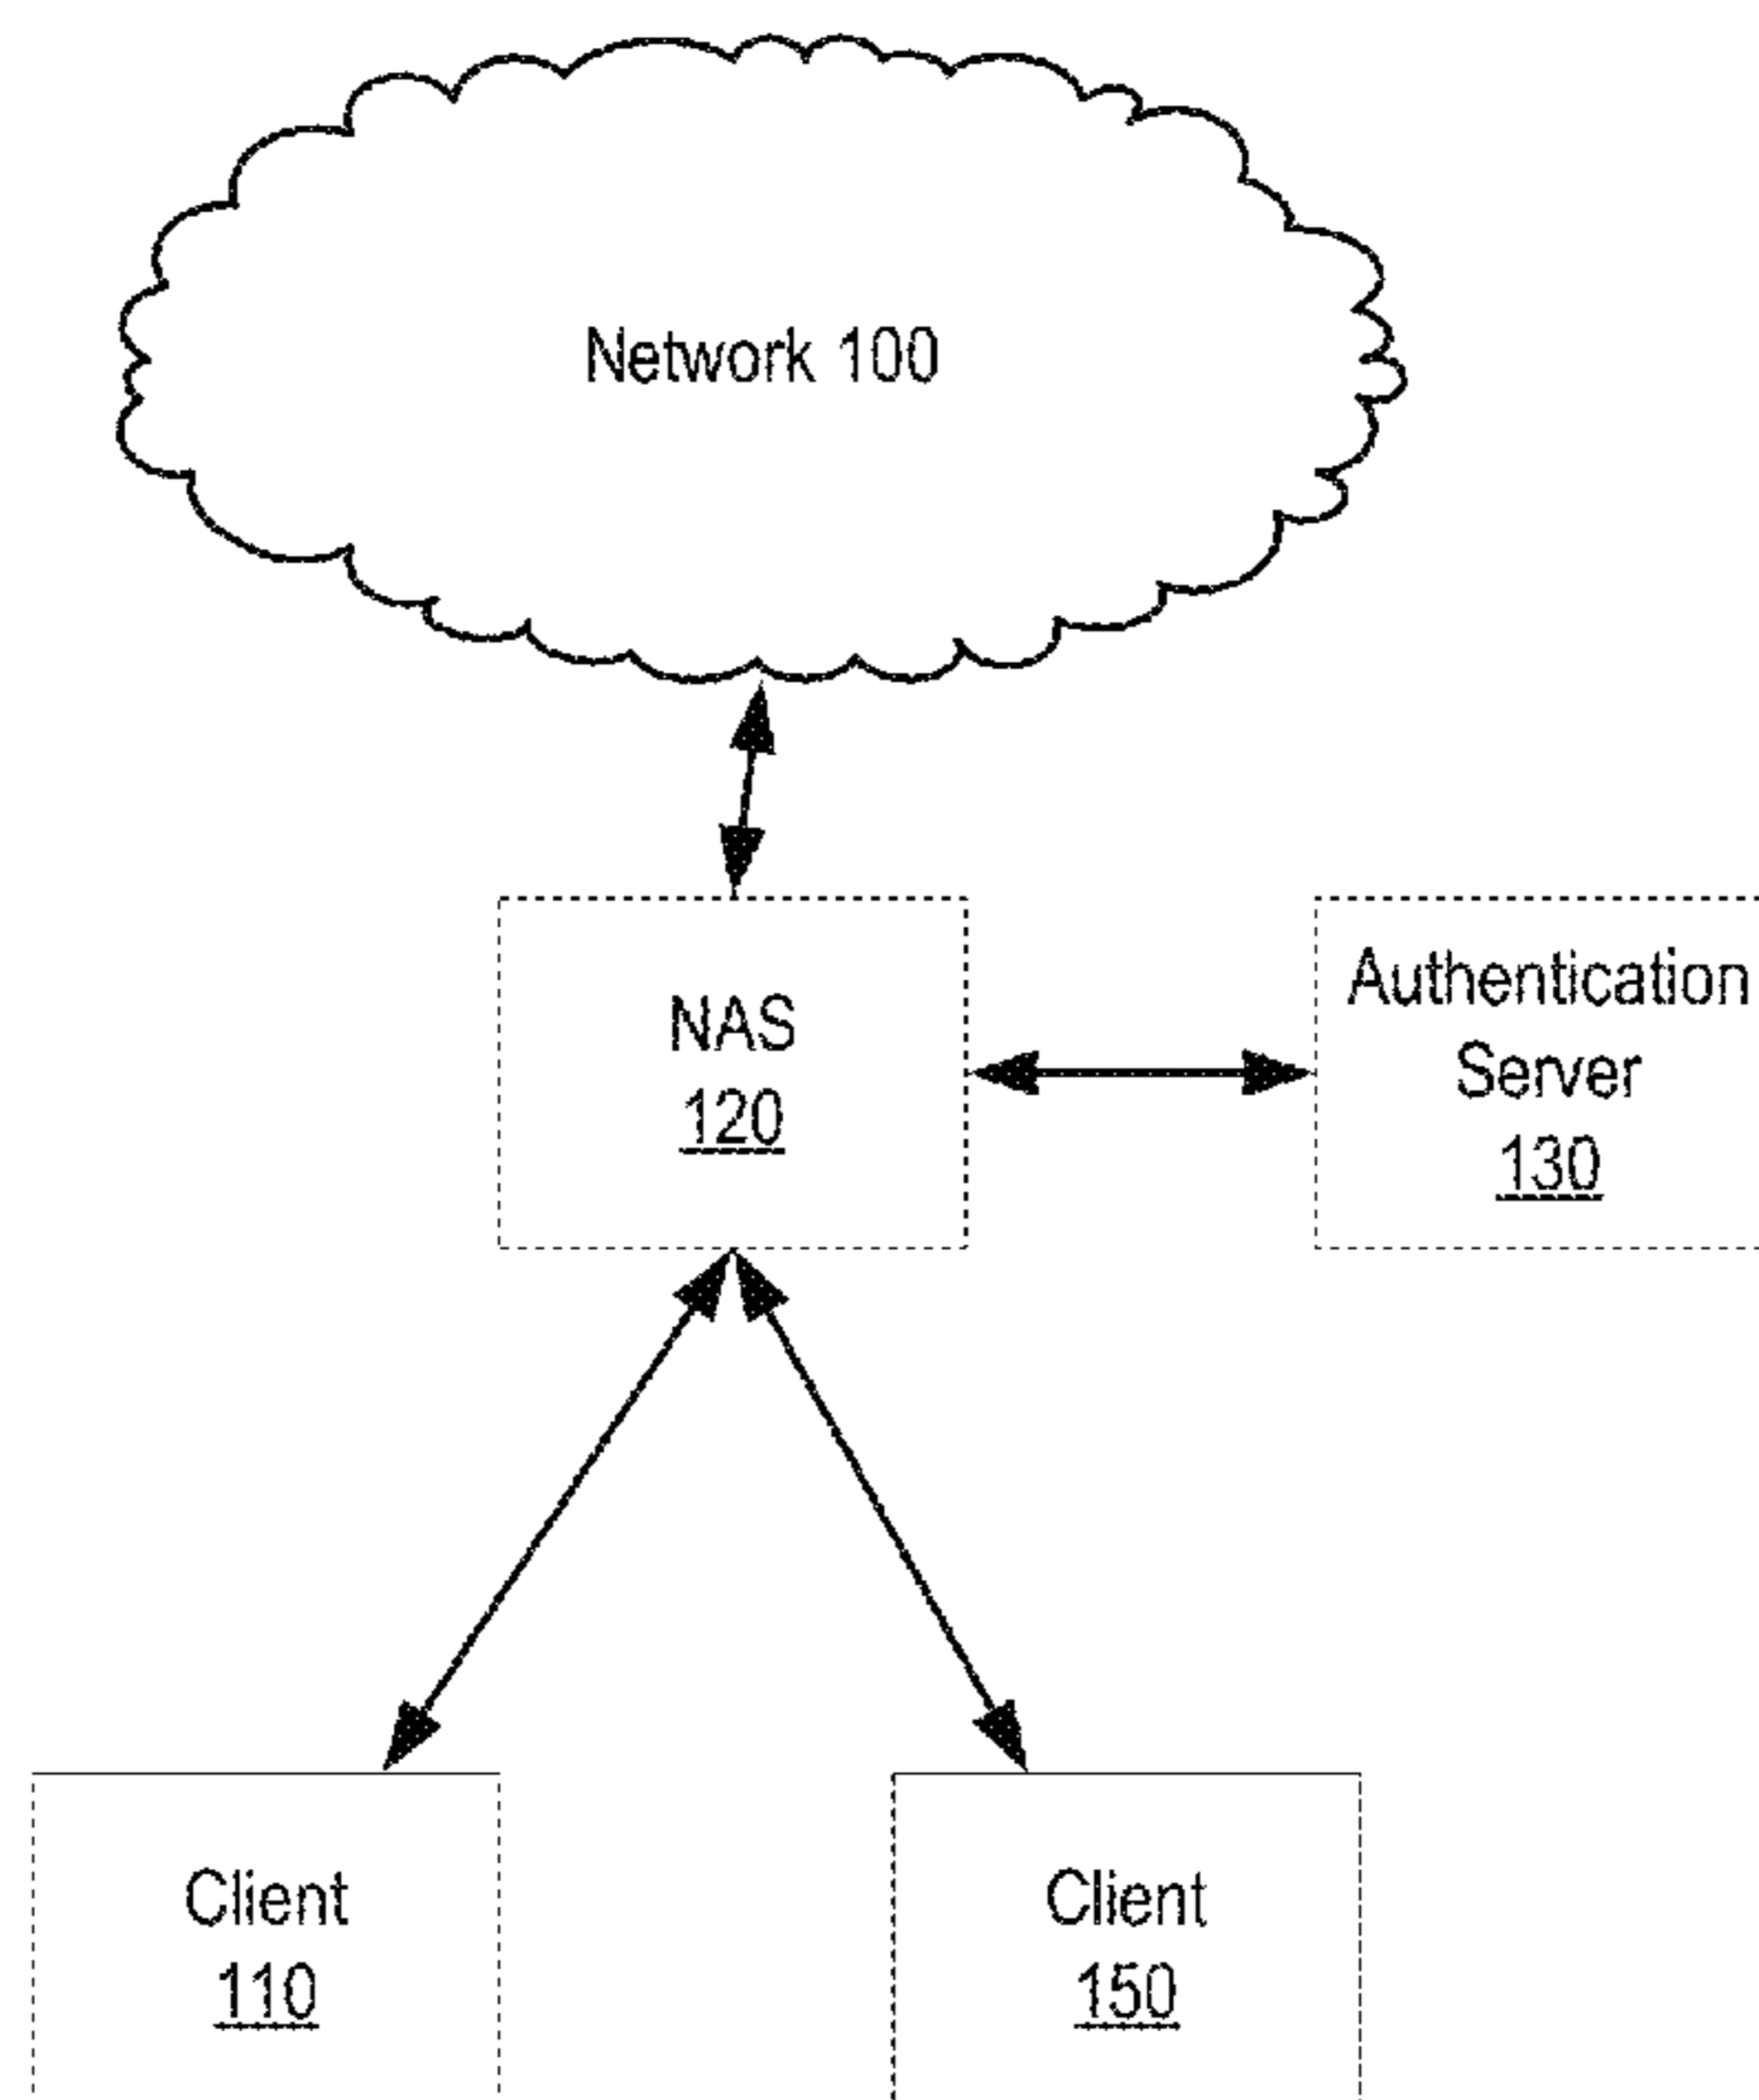 Network 100
NAS
120
Authentication
Server
130
Client
110
Client
150